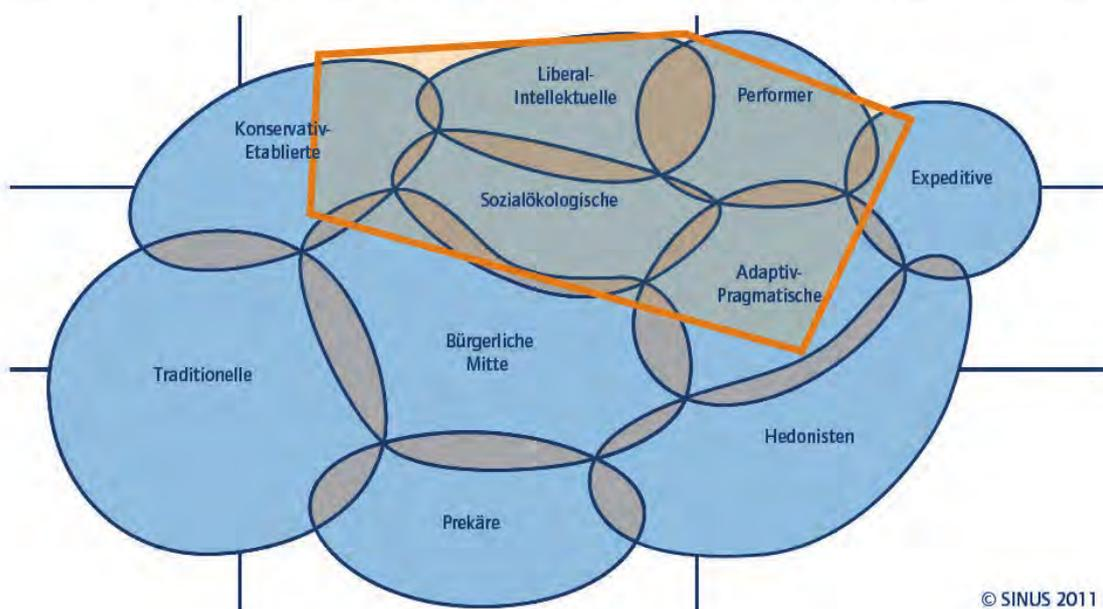 Liberal-
Intellektuelle
Performer
Konservativ-
Etablierte
Expeditive
Sozialökologische
Adaptiv-
Pragmatische
Bürgerliche
Mitte
Traditionelle
Hedonisten
Prekäre
© SINUS 2011